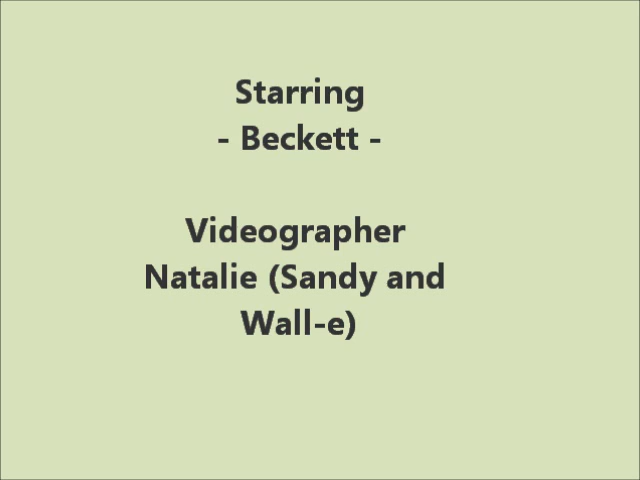 Starring
- Beckett -
Videographer
Natalie (Sandy and
Wall-e)